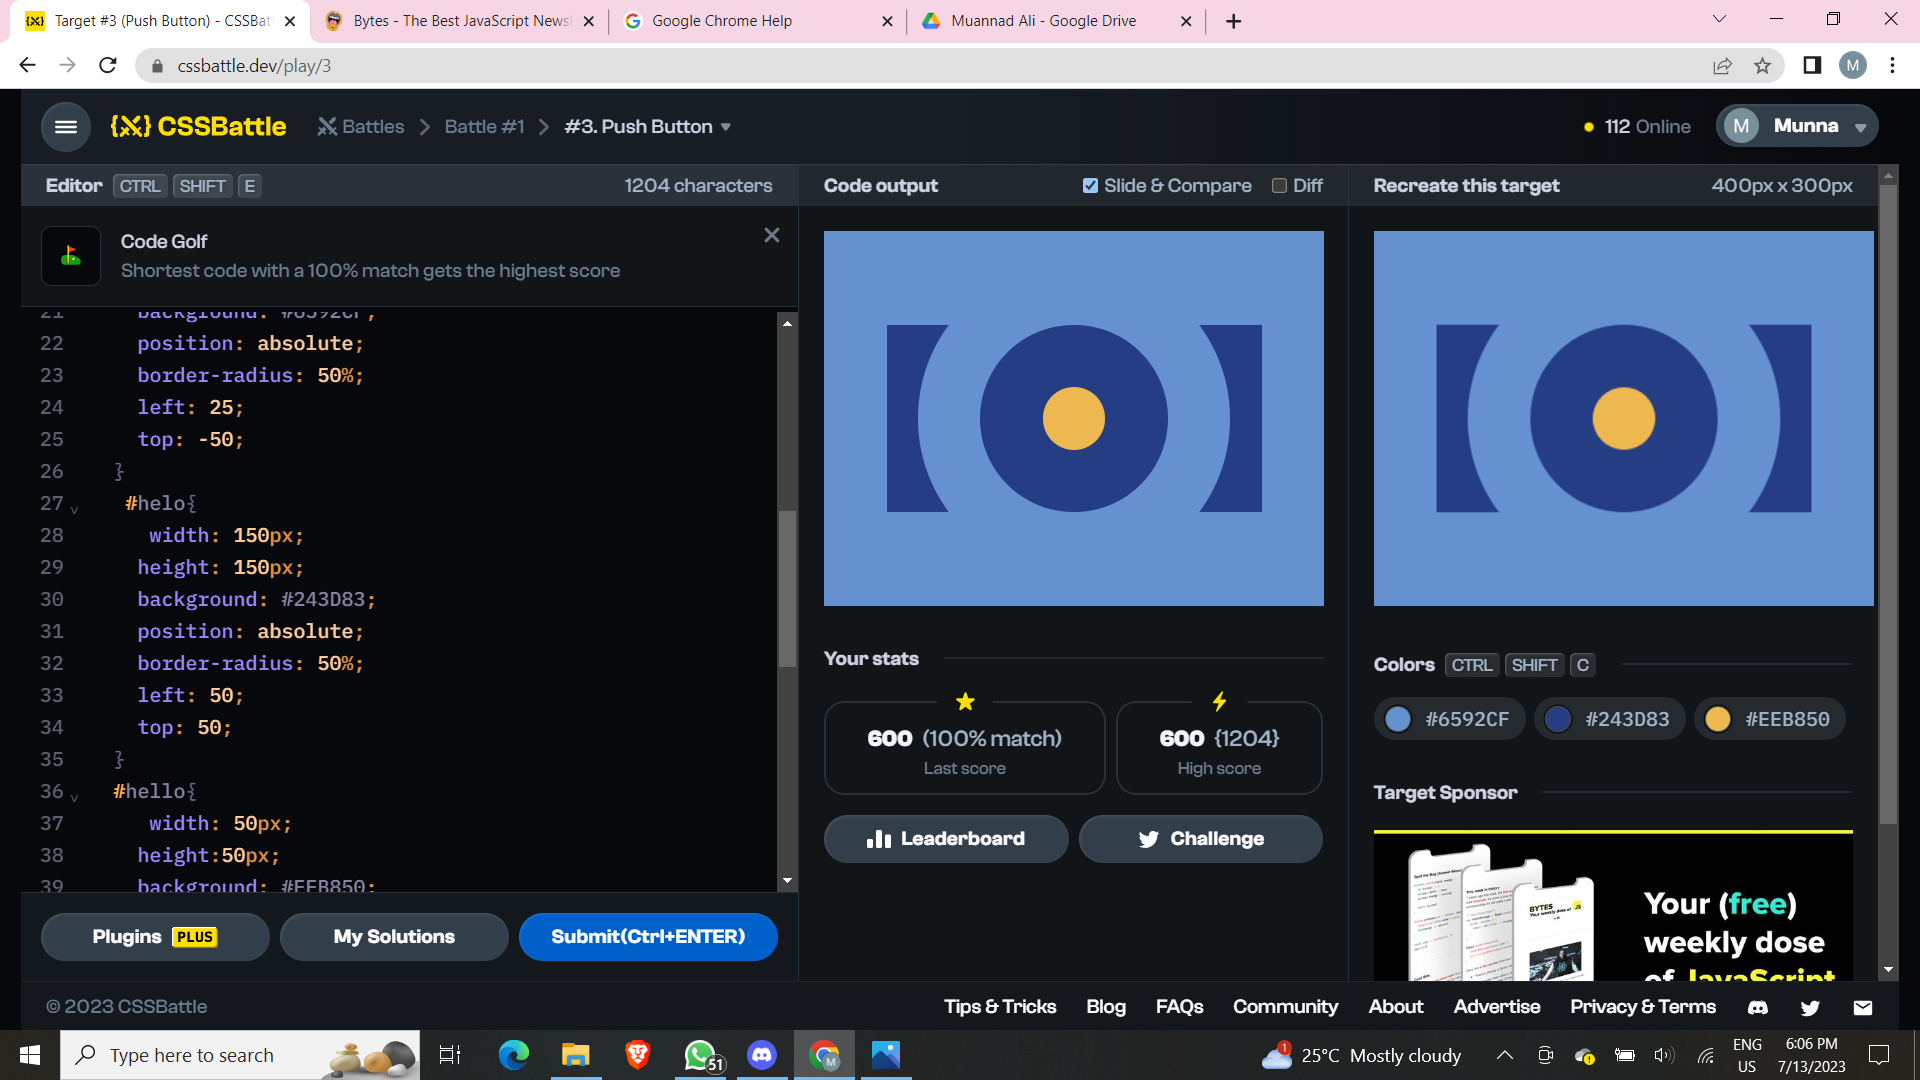 Target #3 (Push Button) - CSSBat
Bytes - The Best JavaScript News
Google Chrome Help
Muannad Ali - Google Drive
cssbattle.dev/play/3
M
{X} CSSBattle
Battles
Battle #1
#3. Push Button
112 Online
M
Munna
Editor CTRL SHIFT E
1204 characters
Code output
Slide & Compare
Diff
Recreate this target
400px x 300px
Code Golf
Shortest code with a 100% match gets the highest score
21 background: #6592CF;
22 position: absolute;
23 border-radius: 50%;
24 left: 25;
25 top: -50;
26 }
27 #helo{
28 width: 150px;
29 height: 150px;
30 background: #243D83;
31 position: absolute;
32 border-radius: 50%;
33 left: 50;
34 top: 50;
35 }
36 #hello{
37 width: 50px;
38 height:50px;
39 background: #EEB850;
Plugins PLUS
My Solutions
Submit(Ctrl+ENTER)
Your stats
600 (100% match)
Last score
600 {1204}
High score
Leaderboard
Challenge
Colors CTRL SHIFT C
#6592CF
#243D83
#EEB850
Target Sponsor
BYTES
JS
Your (free)
weekly dose
of JavaScript
© 2023 CSSBattle
Tips & Tricks
Blog
FAQs
Community
About
Advertise
Privacy & Terms
Type here to search
51
M
1
25°C Mostly cloudy
ENG
US
6:06 PM
7/13/2023